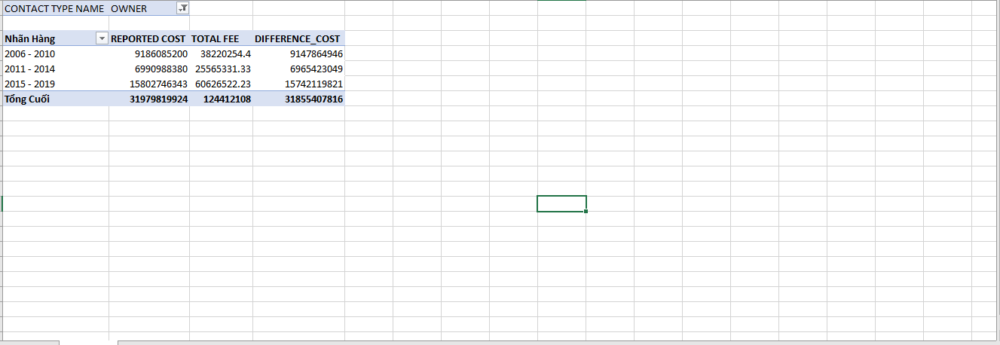 CONTACT TYPE NAME OWNER
Nhãn Hàng REPORTED COST TOTAL FEE DIFFERENCE_COST
2006 - 2010 9186085200 38220254.4 9147864946
2011 - 2014 6990988380 25565331.33 6965423049
2015 - 2019 15802746343 60626522.23 15742119821
Tổng Cuối 31979819924 124412108 31855407816